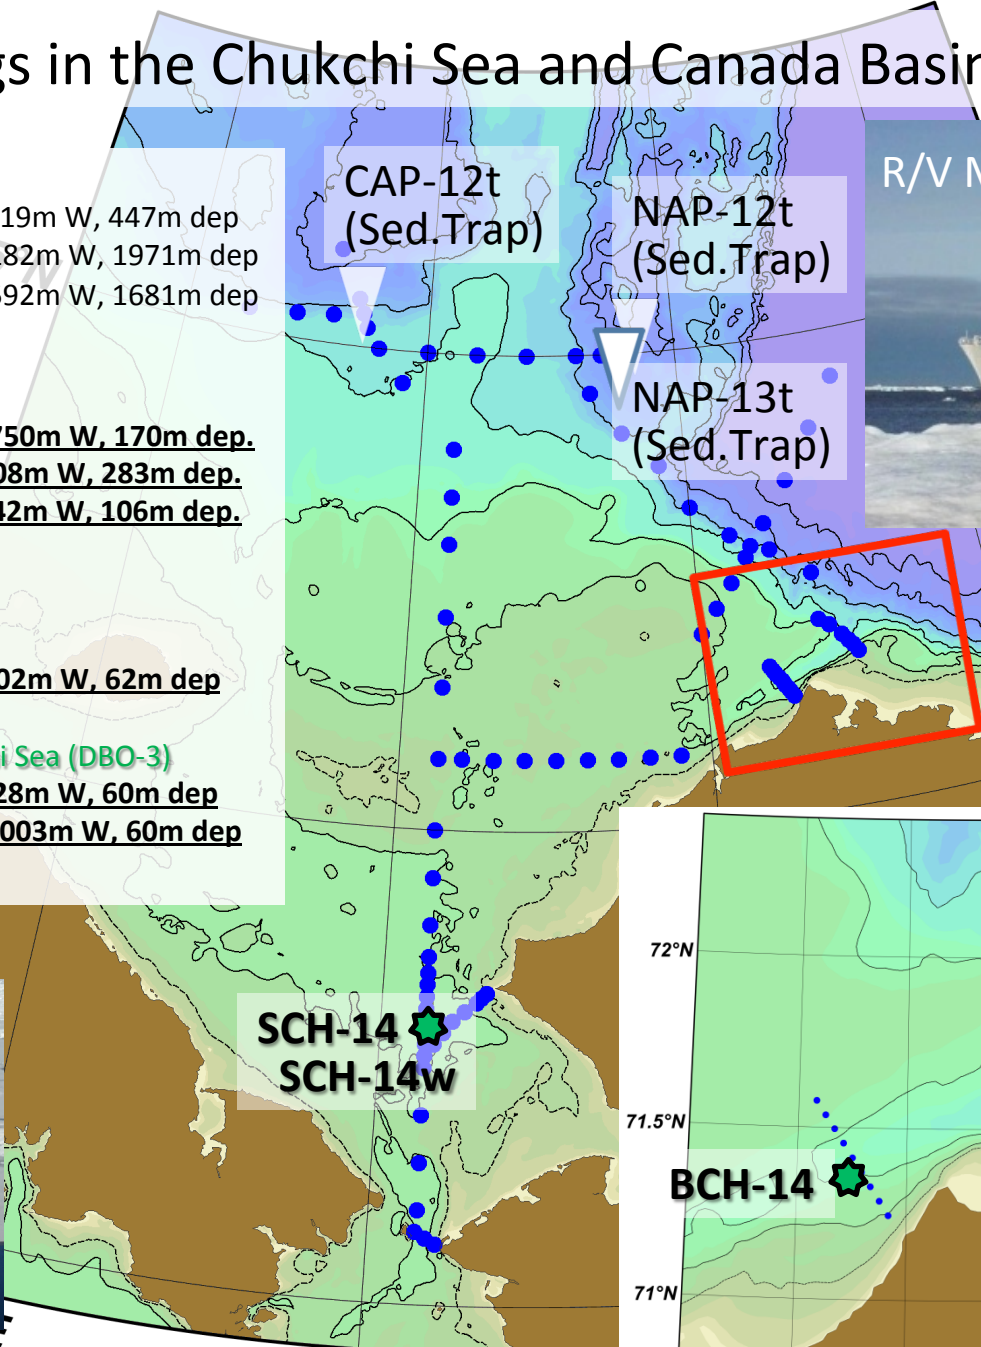 gs in the Chukchi Sea and Canada Basin
R/V M
19m W, 447m dep
182m W, 1971m dep
592m W, 1681m dep
750m W, 170m dep.
08m W, 283m dep.
42m W, 106m dep.
02m W, 62m dep
i Sea (DBO-3)
28m W, 60m dep
003m W, 60m dep
CAP-12t
(Sed.Trap)
NAP-12t
(Sed.Trap)
NAP-13t
(Sed.Trap)
SCH-14
SCH-14w
72°N
71.5°N
BCH-14
71°N